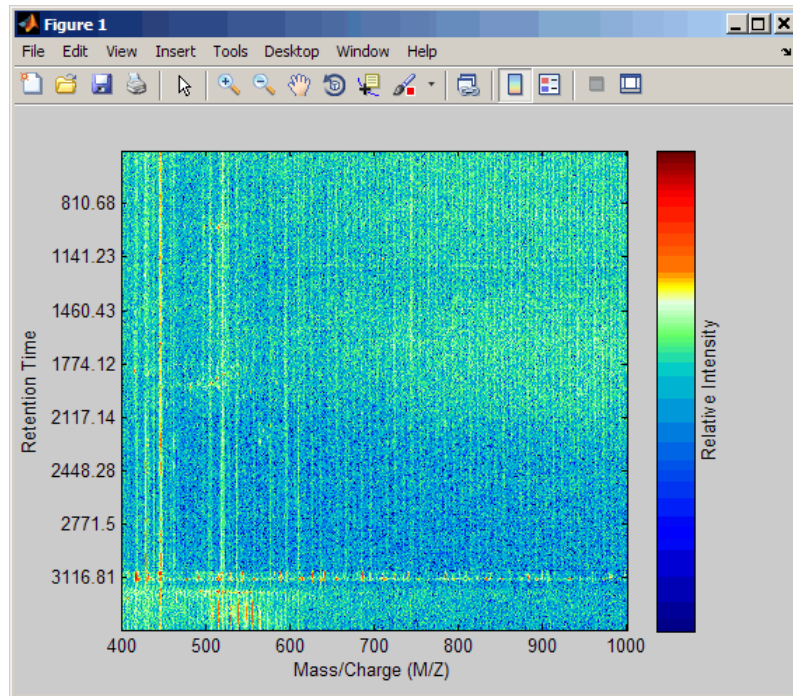 Figure 1
File Edit View Insert Tools Desktop Window Help
810.68
1141.23
1460.43
1774.12
2117.14
2448.28
2771.5
3116.81
Retention Time
400 500 600 700 800 900 1000
Mass/Charge (M/Z)
Relative Intensity